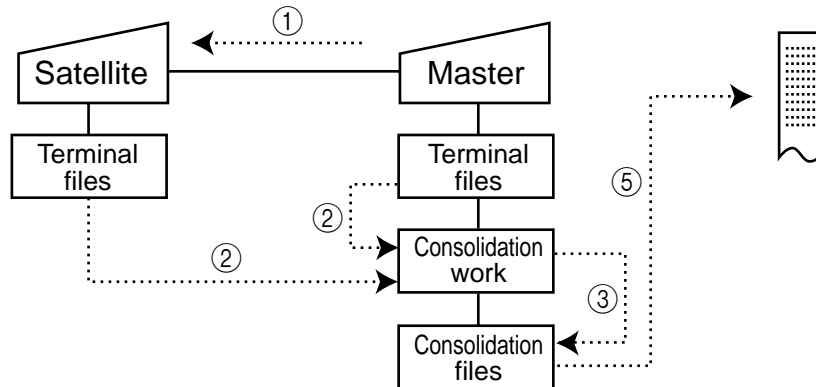 ①
Satellite
Master
Terminal
files
Terminal
files
⑤
②
②
Consolidation
work
③
Consolidation
files